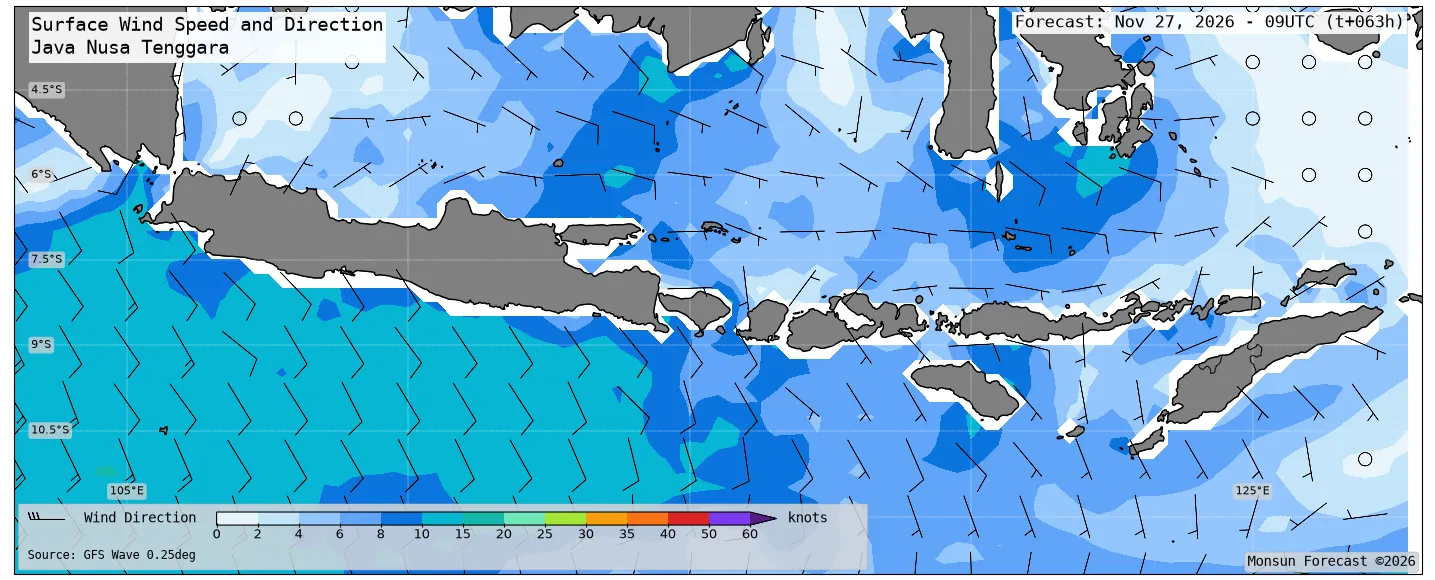 Surface Wind Speed and Direction
Java Nusa Tenggara
Forecast: Nov 27, 2026 - 09UTC (t+063h)
4.5°S
6°S
7.5°S
9°S
10.5°S
105°E
125°E
Wind Direction
knots
0 2 4 6 8 10 15 20 25 30 35 40 50 60
Source: GFS Wave 0.25deg
Monsun Forecast ©2026